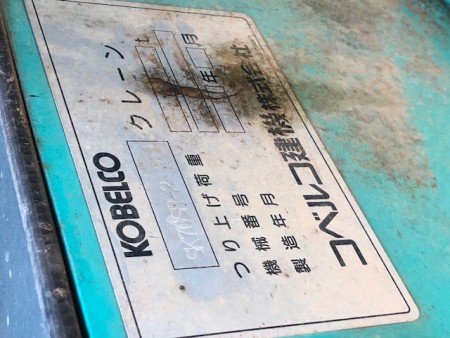 KOBELCO クレーン
つり上げ荷重 t
機械番号
製造年月 年 月
コベルコ建機株式会社